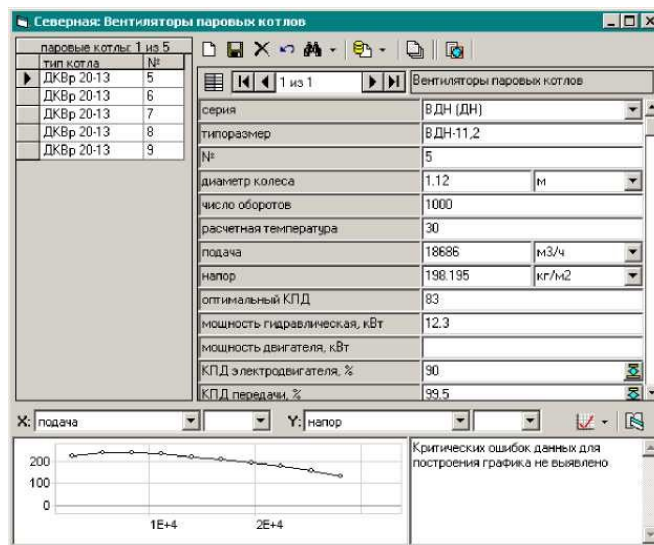 Северная: Вентиляторы паровых котлов
паровые котлы: 1 из 5
тип котла №
ДКВр 20-13 5
ДКВр 20-13 6
ДКВр 20-13 7
ДКВр 20-13 8
ДКВр 20-13 9
1 из 1 Вентиляторы паровых котлов
серия ВДН (ДН)
типоразмер ВДН-11,2
№ 5
диаметр колеса 1.12 м
число оборотов 1000
расчетная температура 30
подача 18686 м3/ч
напор 198.195 кг/м2
оптимальный КПД 83
мощность гидравлическая, кВт 12.3
мощность двигателя, кВт
КПД электродвигателя, % 90
КПД передачи, % 99.5
X: подача Y: напор
Критических ошибок данных для
построения графика не выявлено
200
100
0
1E+4 2E+4